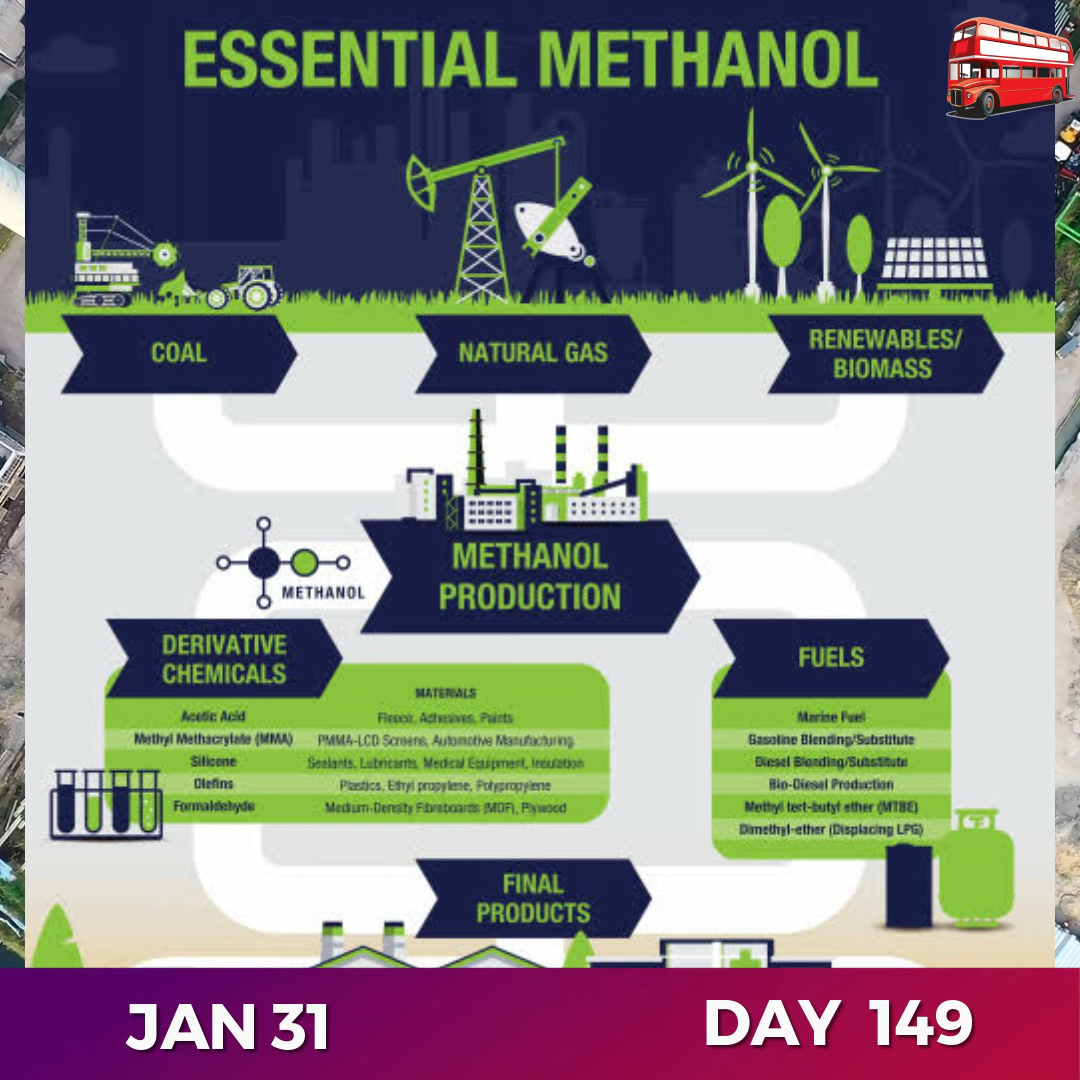 ESSENTIAL METHANOL
COAL
NATURAL GAS
RENEWABLES/
BIOMASS
METHANOL
PRODUCTION
METHANOL
DERIVATIVE
CHEMICALS
MATERIALS
Acetic Acid Fleece, Adhesives, Paints
Methyl Methacrylate (MMA) PMMA-LCD Screens, Automotive Manufacturing
Silicone Sealants, Lubricants, Medical Equipment, Insulation
Olefins Plastics, Ethyl propylene, Polypropylene
Formaldehyde Medium-Density Fibreboards (MDF), Plywood
FUELS
Marine Fuel
Gasoline Blending/Substitute
Diesel Blending/Substitute
Bio-Diesel Production
Methyl tert-butyl ether (MTBE)
Dimethyl-ether (Displacing LPG)
FINAL
PRODUCTS
JAN 31
DAY 149